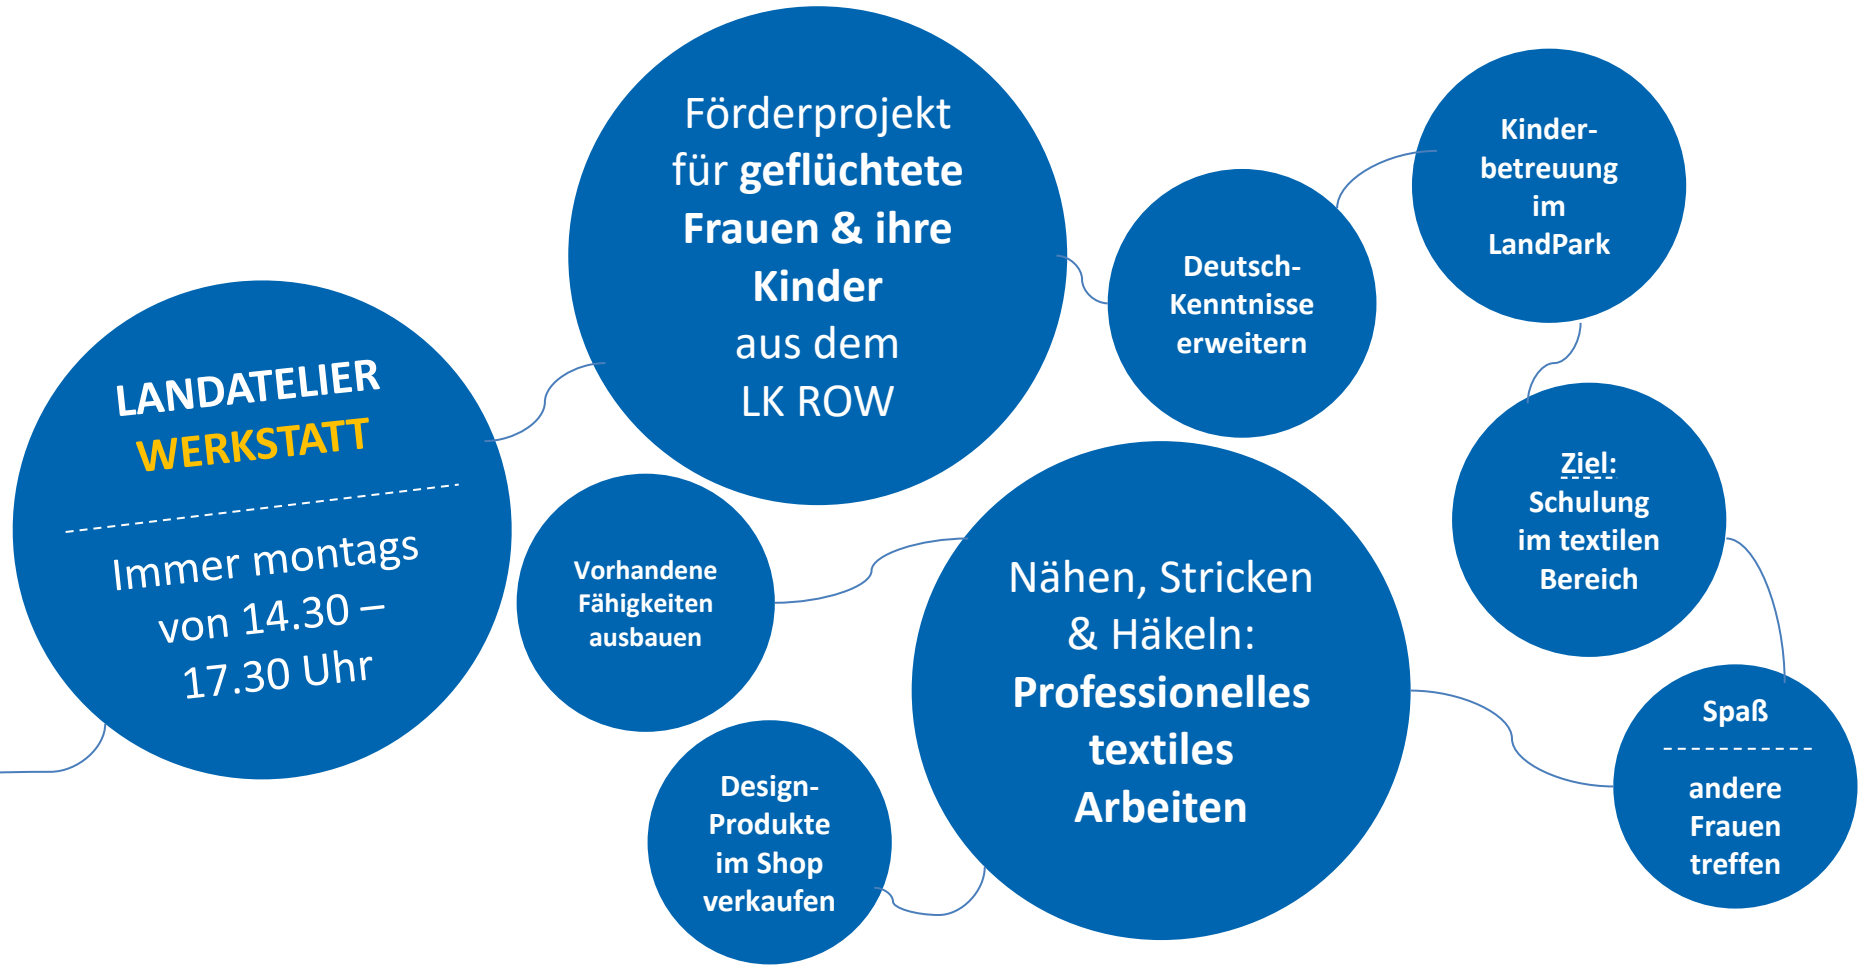 LANDATELIER
WERKSTATT
Immer montags
von 14.30 –
17.30 Uhr
Förderprojekt
für geflüchtete
Frauen & ihre
Kinder
aus dem
LK ROW
Deutsch-
Kenntnisse
erweitern
Kinder-
betreuung
im
LandPark
Ziel:
Schulung
im textilen
Bereich
Spaß
andere
Frauen
treffen
Nähen, Stricken
& Häkeln:
Professionelles
textiles
Arbeiten
Vorhandene
Fähigkeiten
ausbauen
Design-
Produkte
im Shop
verkaufen